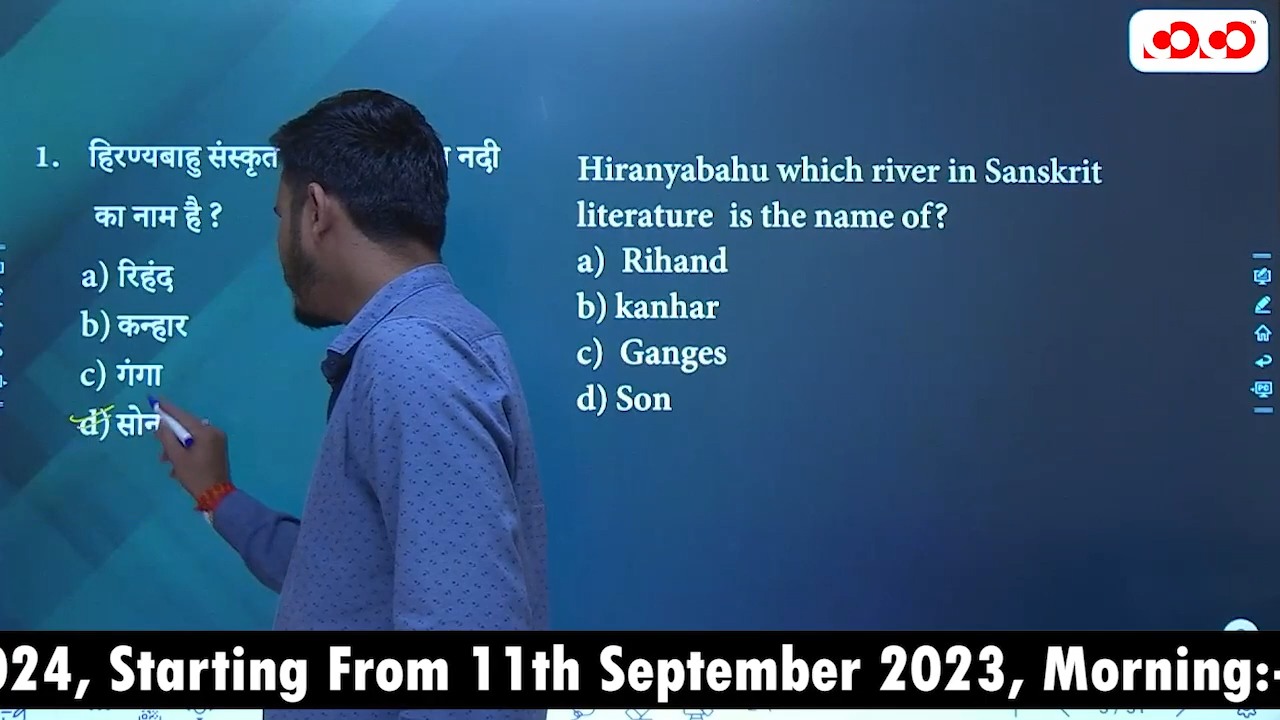 1. हिरण्यबाहु संस्कृत नदी
का नाम है ?
a) रिहंद
b) कन्हार
c) गंगा
d) सोन
Hiranyabahu which river in Sanskrit
literature is the name of?
a) Rihand
b) kanhar
c) Ganges
d) Son
024, Starting From 11th September 2023, Morning:-